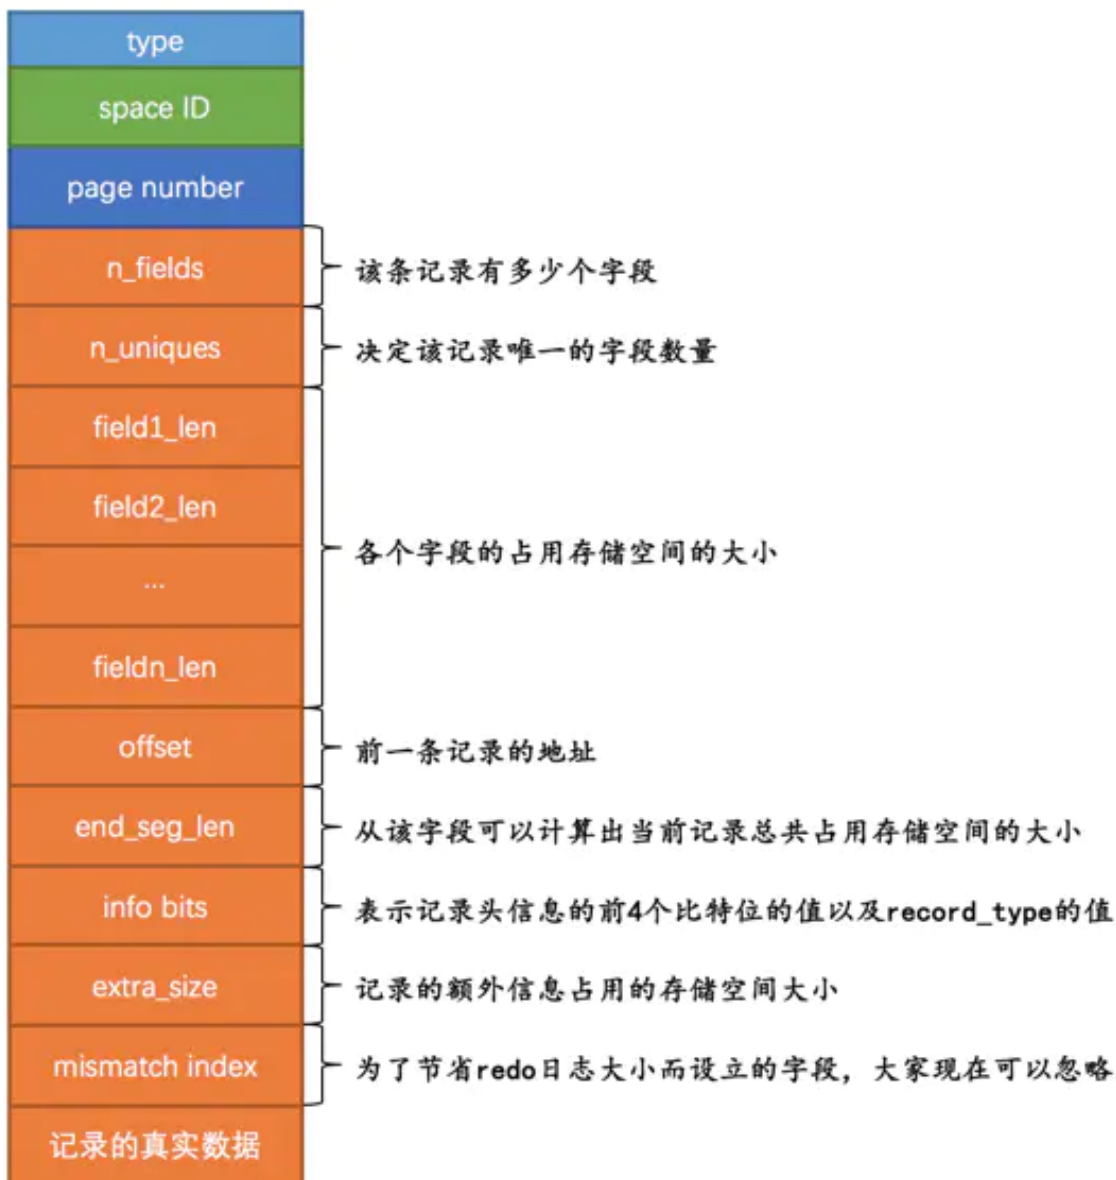 type
space ID
page number
n_fields
该条记录有多少个字段
n_uniques
决定该记录唯一的字段数量
field1_len
field2_len
...
fieldn_len
各个字段的占用存储空间的大小
offset
前一条记录的地址
end_seg_len
从该字段可以计算出当前记录总共占用存储空间的大小
info bits
表示记录头信息的前4个比特位的值以及record_type的值
extra_size
记录的额外信息占用的存储空间大小
mismatch index
为了节省redo日志大小而设立的字段，大家现在可以忽略
记录的真实数据